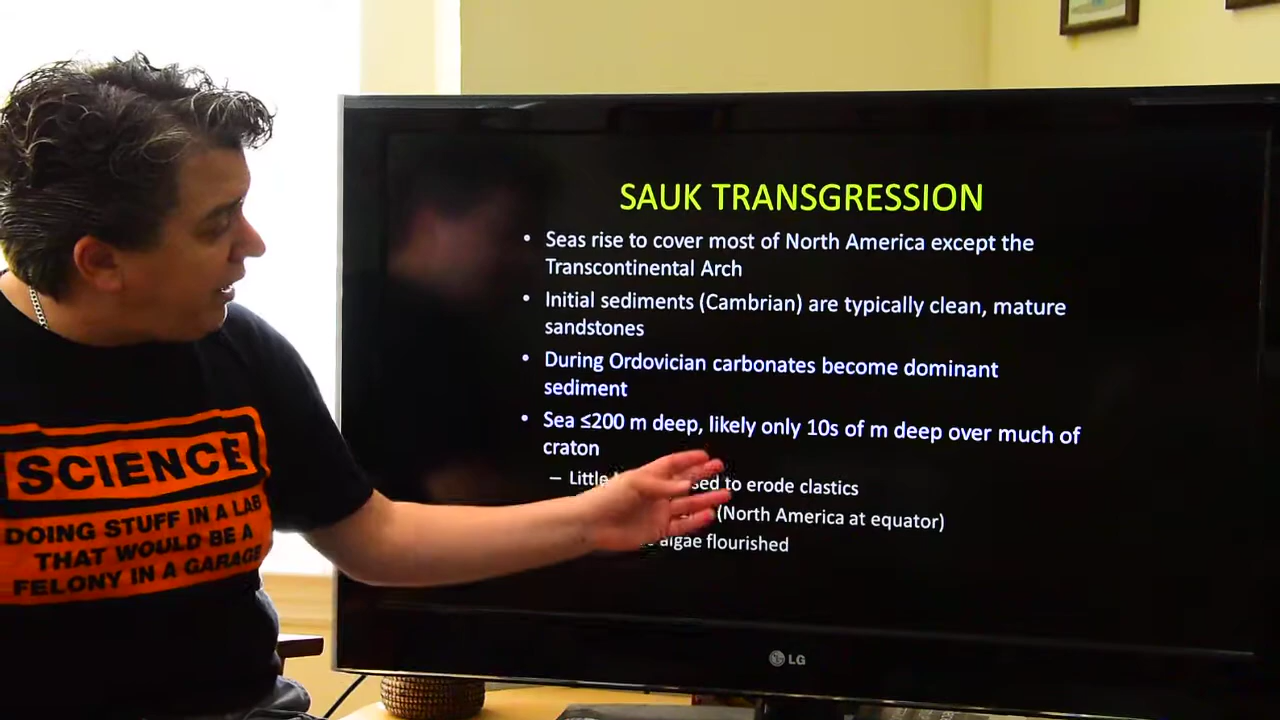 SAUK TRANSGRESSION
• Seas rise to cover most of North America except the
Transcontinental Arch
• Initial sediments (Cambrian) are typically clean, mature
sandstones
• During Ordovician carbonates become dominant
sediment
• Sea ≤200 m deep, likely only 10s of m deep over much of
craton
– Little to erode clastics
(North America at equator)
algae flourished
SCIENCE
DOING STUFF IN A LAB
THAT WOULD BE A
FELONY IN A GARAGE
LG